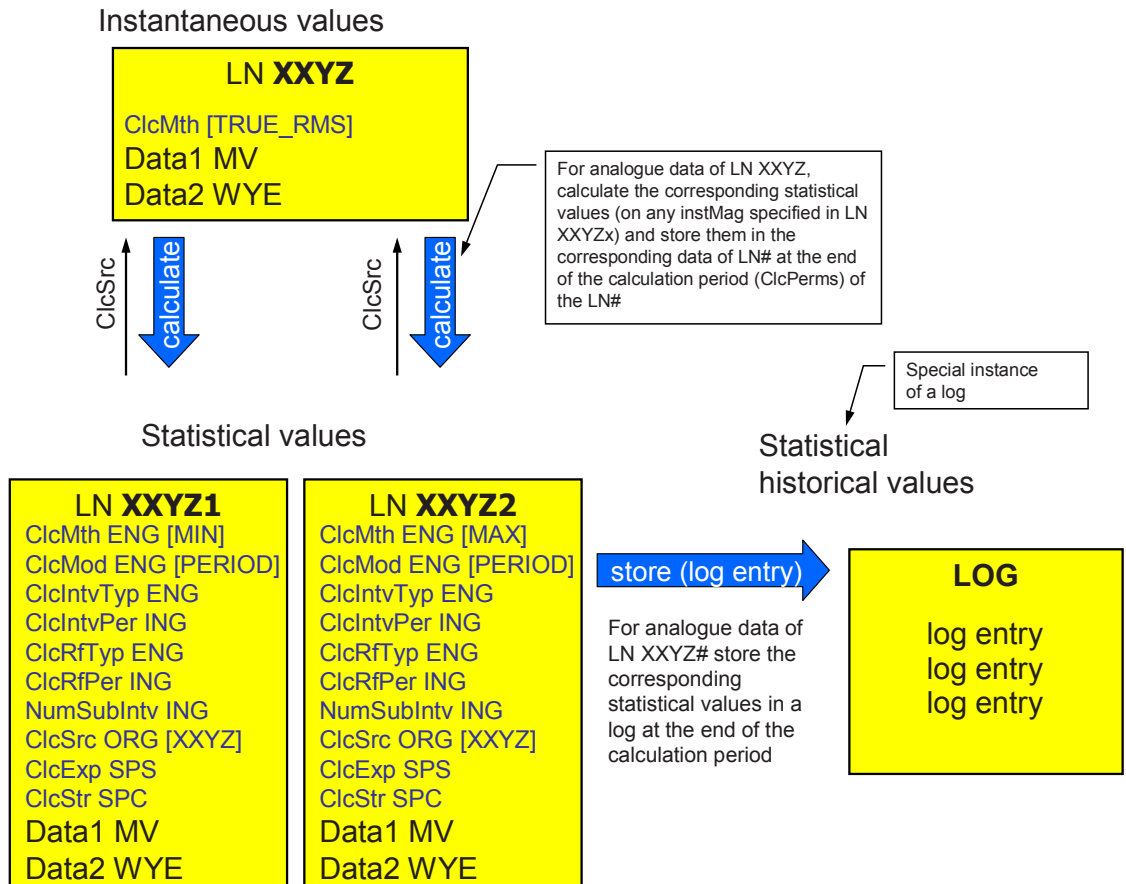 Instantaneous values
LN XXYZ
ClcMth [TRUE_RMS]
Data1 MV
Data2 WYE
ClcSrc
calculate
ClcSrc
calculate
For analogue data of LN XXYZ,
calculate the corresponding statistical
values (on any instMag specified in LN
XXYZx) and store them in the
corresponding data of LN# at the end
of the calculation period (ClcPerms) of
the LN#
Special instance
of a log
Statistical values
Statistical
historical values
LN XXYZ1
ClcMth ENG [MIN]
ClcMod ENG [PERIOD]
ClcIntvTyp ENG
ClcIntvPer ING
ClcRfTyp ENG
ClcRfPer ING
NumSubIntv ING
ClcSrc ORG [XXYZ]
ClcExp SPS
ClcStr SPC
Data1 MV
Data2 WYE
LN XXYZ2
ClcMth ENG [MAX]
ClcMod ENG [PERIOD]
ClcIntvTyp ENG
ClcIntvPer ING
ClcRfTyp ENG
ClcRfPer ING
NumSubIntv ING
ClcSrc ORG [XXYZ]
ClcExp SPS
ClcStr SPC
Data1 MV
Data2 WYE
store (log entry)
For analogue data of
LN XXYZ# store the
corresponding
statistical values in a
log at the end of the
calculation period
LOG
log entry
log entry
log entry